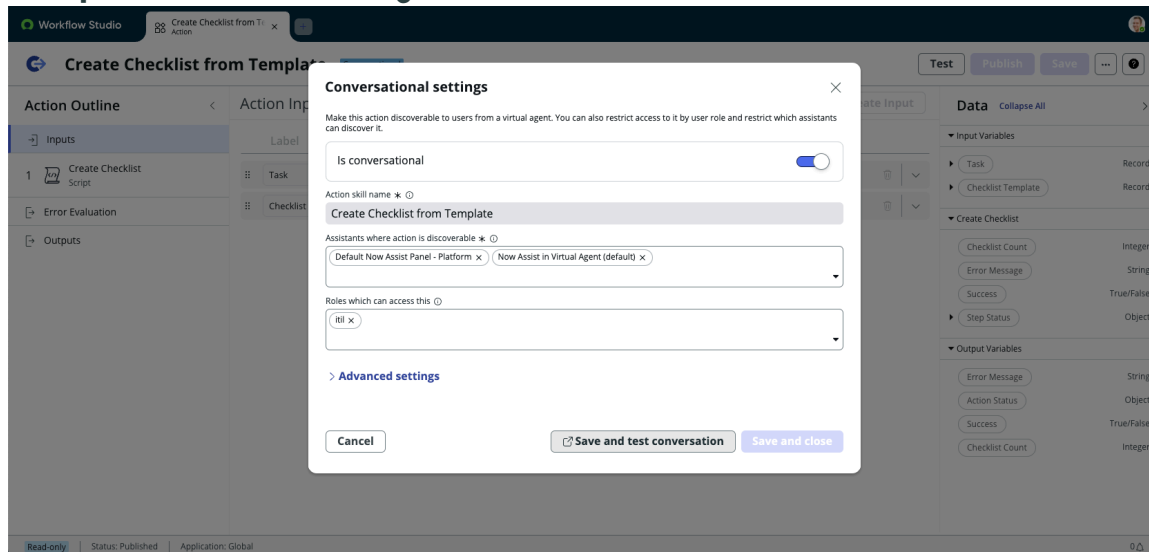 Workflow Studio
Create Checklist from Te
Action
Create Checklist from Template
Test
Publish
Save
Action Outline
Action Inp
eate Input
Data
Collapse All
Inputs
Label
1
Create Checklist
Script
Error Evaluation
Outputs
Task
Checklist
Conversational settings
Make this action discoverable to users from a virtual agent. You can also restrict access to it by user role and restrict which assistants
can discover it.
Is conversational
Action skill name *
Create Checklist from Template
Assistants where action is discoverable *
Default Now Assist Panel - Platform ×
Now Assist in Virtual Agent (default) ×
Roles which can access this
itil ×
> Advanced settings
Cancel
Save and test conversation
Save and close
Input Variables
Task Record
Checklist Template Record
Create Checklist
Checklist Count Integer
Error Message String
Success True/False
Step Status Object
Output Variables
Error Message String
Action Status Object
Success True/False
Checklist Count Integer
Read-only
Status: Published
Application: Global
0